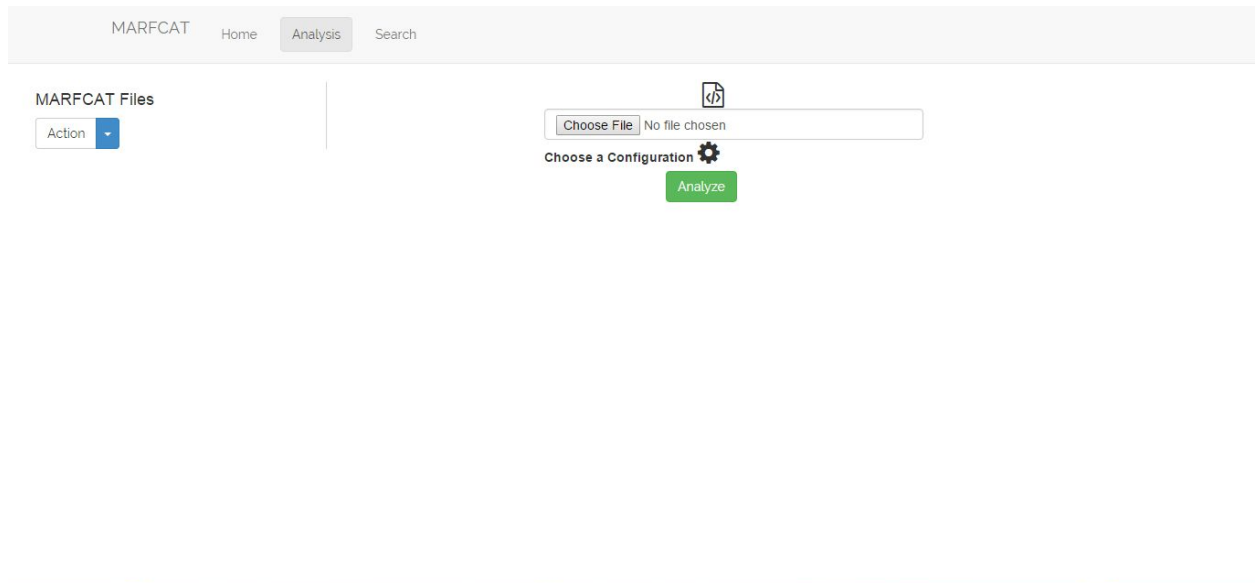 MARFCAT Home Analysis Search
MARFCAT Files
Action
</>
Choose File No file chosen
Choose a Configuration
Analyze